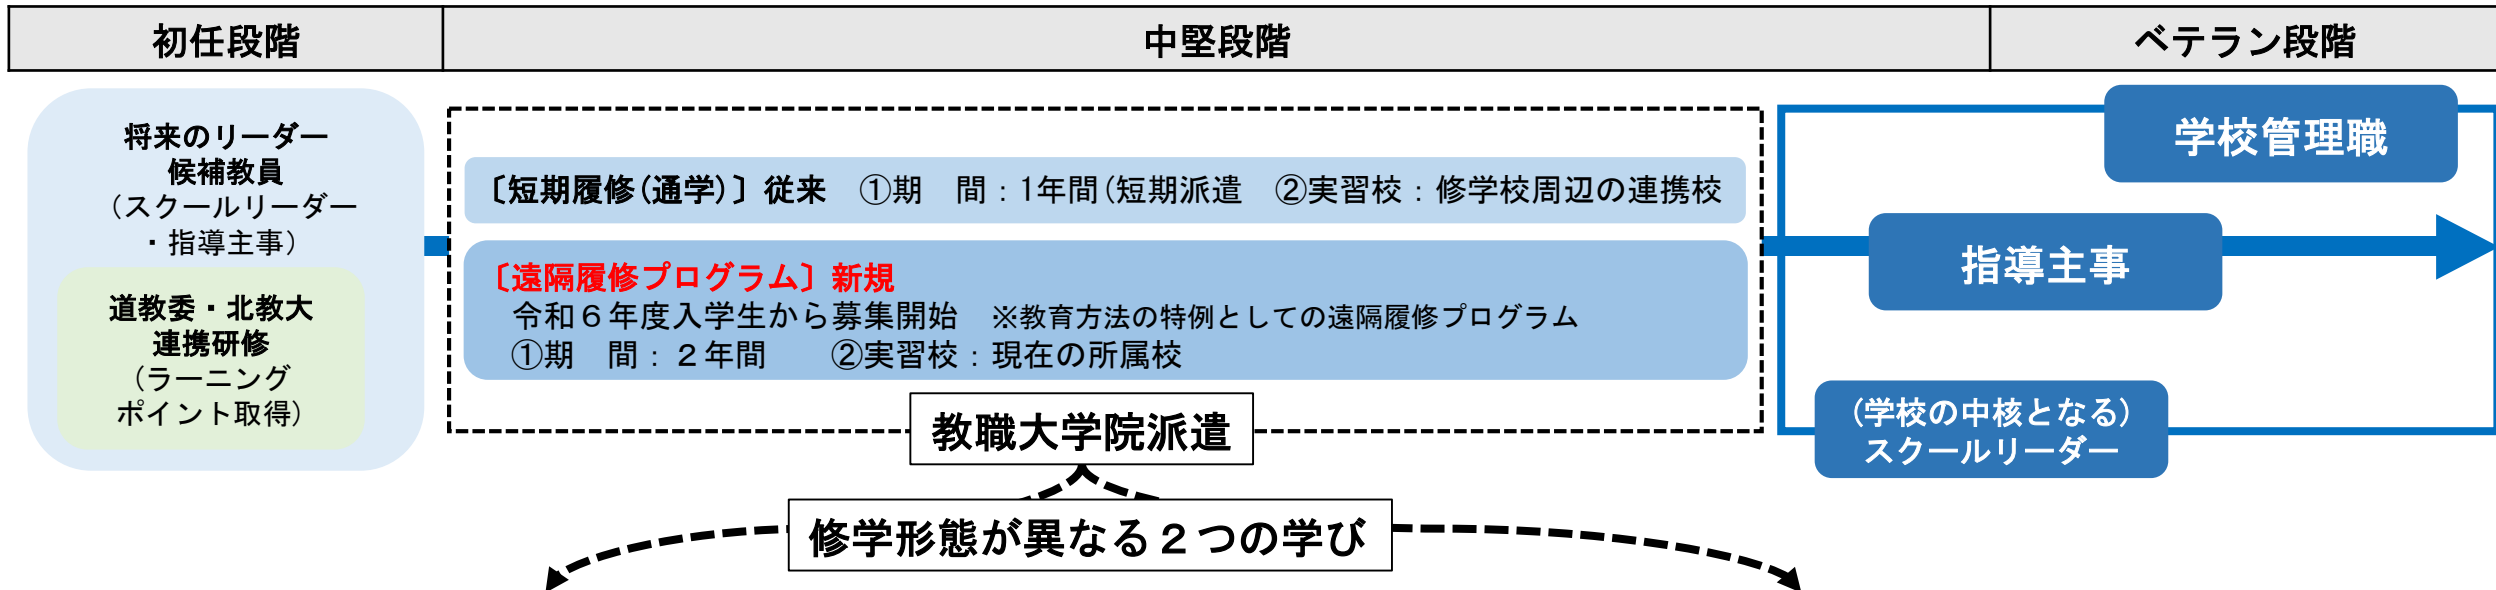 初任段階
中堅段階
ベテラン段階
将来のリーダー
候補教員
(スクールリーダー
・指導主事)
道教委・北教大
連携研修
(ラーニング
ポイント取得)
〔短期履修(通学)〕従来　①期　間：1年間(短期派遣　②実習校：修学校周辺の連携校
〔遠隔履修プログラム〕新規
令和６年度入学生から募集開始　※教育方法の特例としての遠隔履修プログラム
①期　間：２年間　　②実習校：現在の所属校
教職大学院派遣
修学形態が異なる２つの学び
学校管理職
指導主事
(学校の中核となる)
スクールリーダー